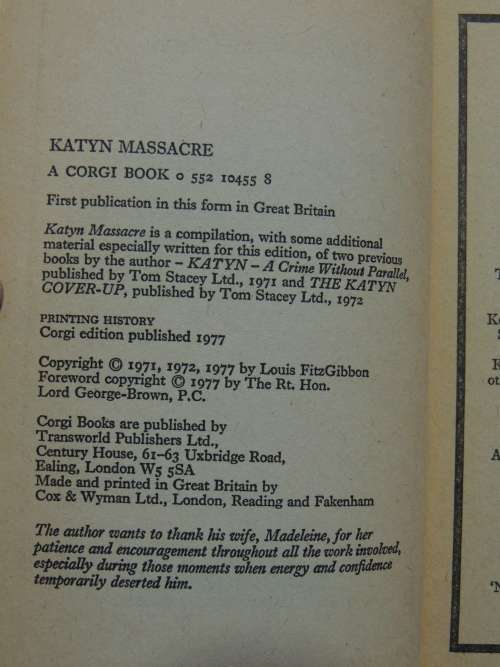 KATYN MASSACRE
A CORGI BOOK 0 552 10455 8
First publication in this form in Great Britain
Katyn Massacre is a compilation, with some additional
material especially written for this edition, of two previous
books by the author – KATYN – A Crime Without Parallel,
published by Tom Stacey Ltd., 1971 and THE KATYN
COVER-UP, published by Tom Stacey Ltd., 1972
PRINTING HISTORY
Corgi edition published 1977
Copyright © 1971, 1972, 1977 by Louis FitzGibbon
Foreword copyright © 1977 by The Rt. Hon.
Lord George-Brown, P.C.
Corgi Books are published by
Transworld Publishers Ltd.,
Century House, 61–63 Uxbridge Road,
Ealing, London W5 5SA
Made and printed in Great Britain by
Cox & Wyman Ltd., London, Reading and Fakenham
The author wants to thank his wife, Madeleine, for her
patience and encouragement throughout all the work involved,
especially during those moments when energy and confidence
temporarily deserted him.